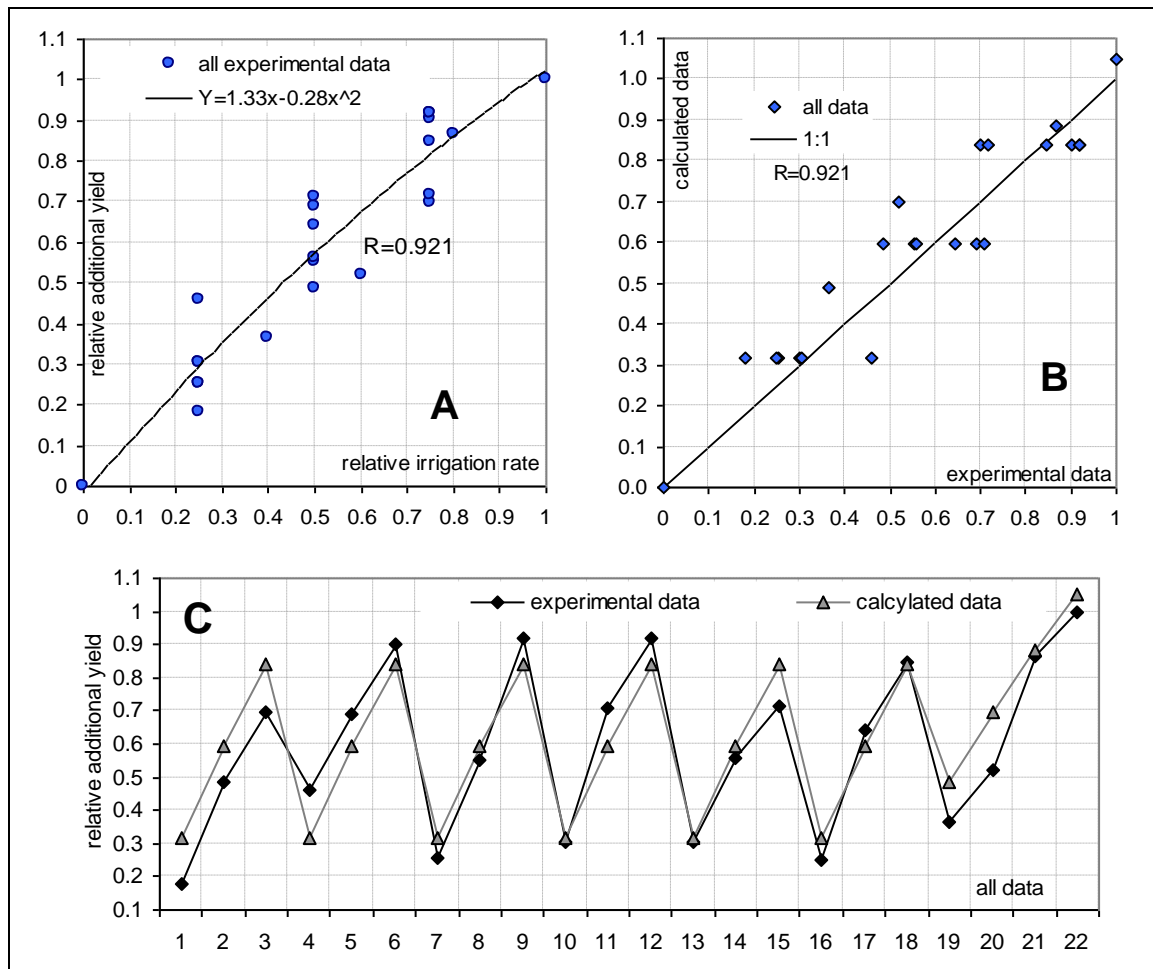 1.1
1
0.9
0.8
0.7
0.6
0.5
0.4
0.3
0.2
0.1
0
relative additional yield
all experimental data
Y=1.33x-0.28x^2
R=0.921
A
relative irrigation rate
0 0.1 0.2 0.3 0.4 0.5 0.6 0.7 0.8 0.9 1
1.1
1.0
0.9
0.8
0.7
0.6
0.5
0.4
0.3
0.2
0.1
0.0
calculated data
all data
1:1
R=0.921
B
experimental data
0 0.1 0.2 0.3 0.4 0.5 0.6 0.7 0.8 0.9 1
1.1
1
0.9
0.8
0.7
0.6
0.5
0.4
0.3
0.2
0.1
relative additional yield
C
experimental data
calcylated data
all data
1 2 3 4 5 6 7 8 9 10 11 12 13 14 15 16 17 18 19 20 21 22